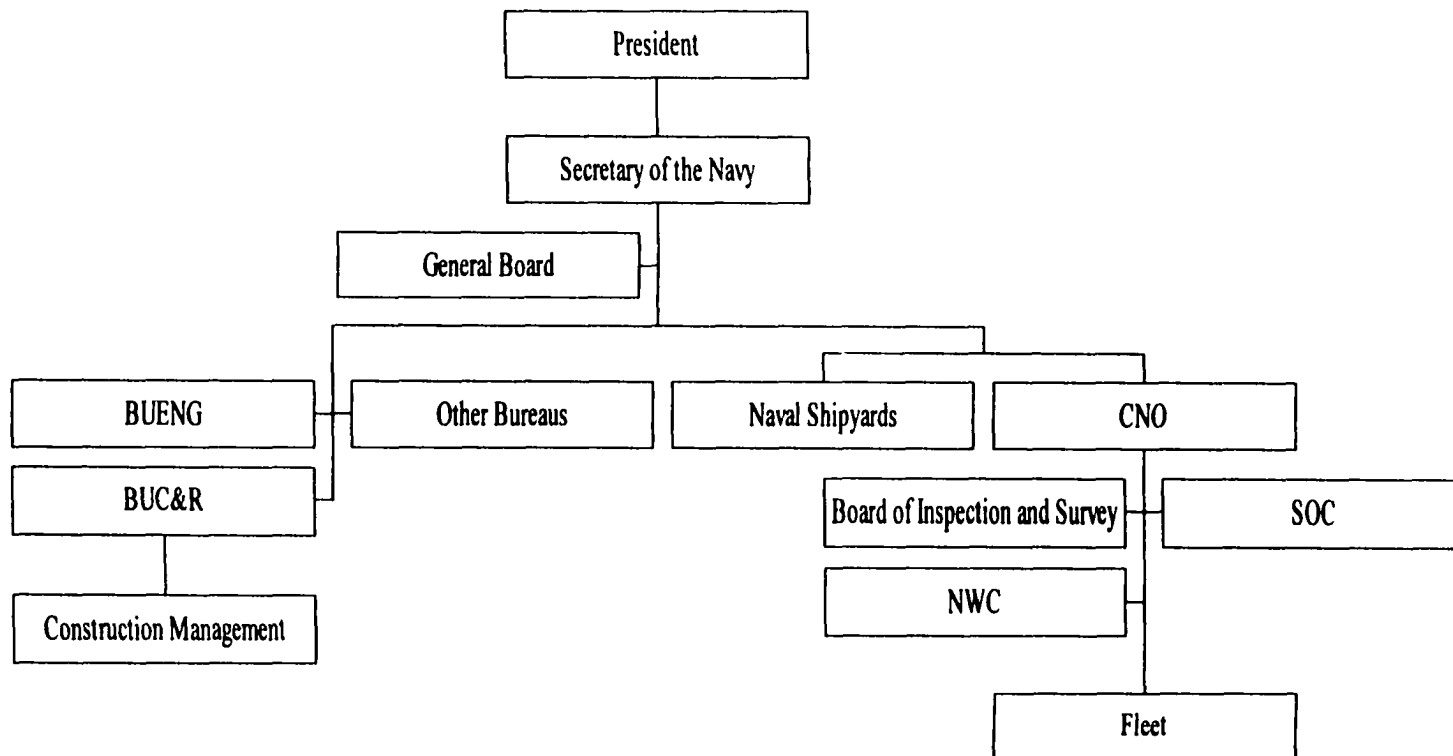 President
Secretary of the Navy
General Board
BUENG
Other Bureaus
Naval Shipyards
CNO
BUC&R
Board of Inspection and Survey
SOC
NWC
Construction Management
Fleet